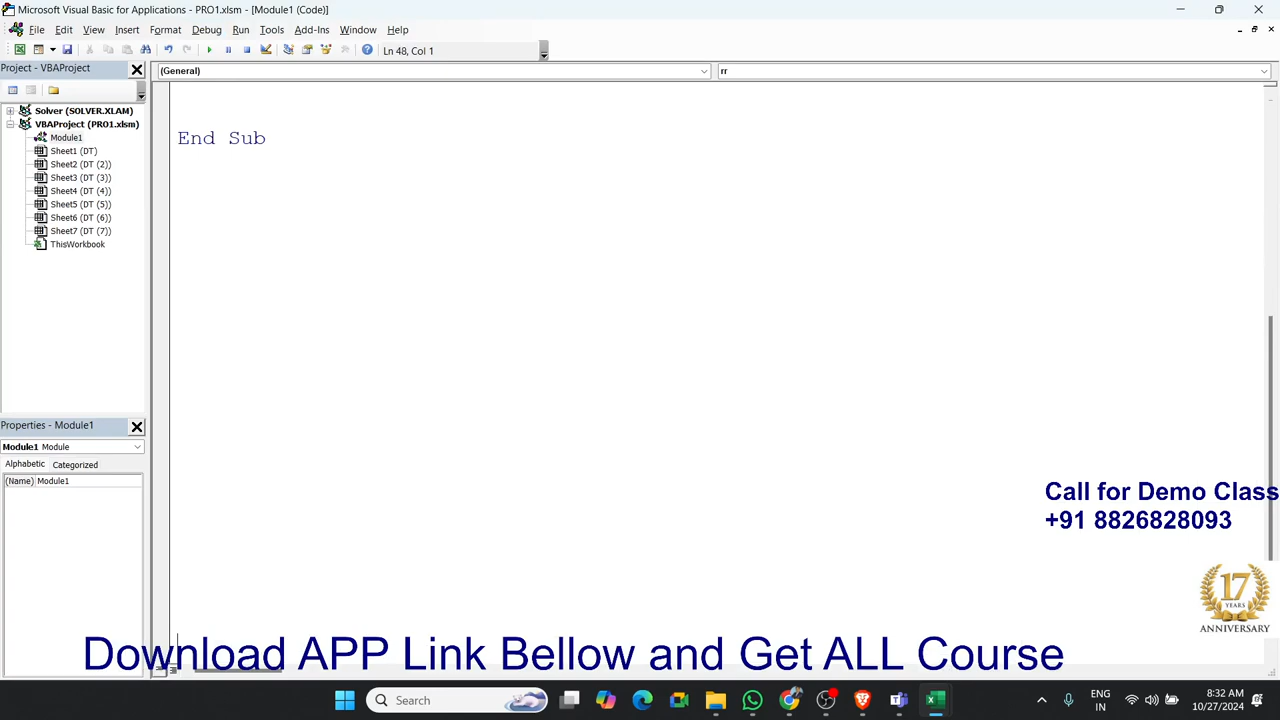 Microsoft Visual Basic for Applications - PRO1.xlsm - [Module1 (Code)]
File Edit View Insert Format Debug Run Tools Add-Ins Window Help
Ln 48, Col 1
Project - VBAProject
(General)
rr
Solver (SOLVER.XLAM)
VBAProject (PRO1.xlsm)
Module1
Sheet1 (DT)
Sheet2 (DT (2))
Sheet3 (DT (3))
Sheet4 (DT (4))
Sheet5 (DT (5))
Sheet6 (DT (6))
Sheet7 (DT (7))
ThisWorkbook
End Sub
Properties - Module1
Module1 Module
Alphabetic Categorized
(Name) Module1
Call for Demo Class
+91 8826828093
17
YEARS
ANNIVERSARY
Download APP Link Bellow and Get ALL Course
Search
ENG
IN
8:32 AM
10/27/2024